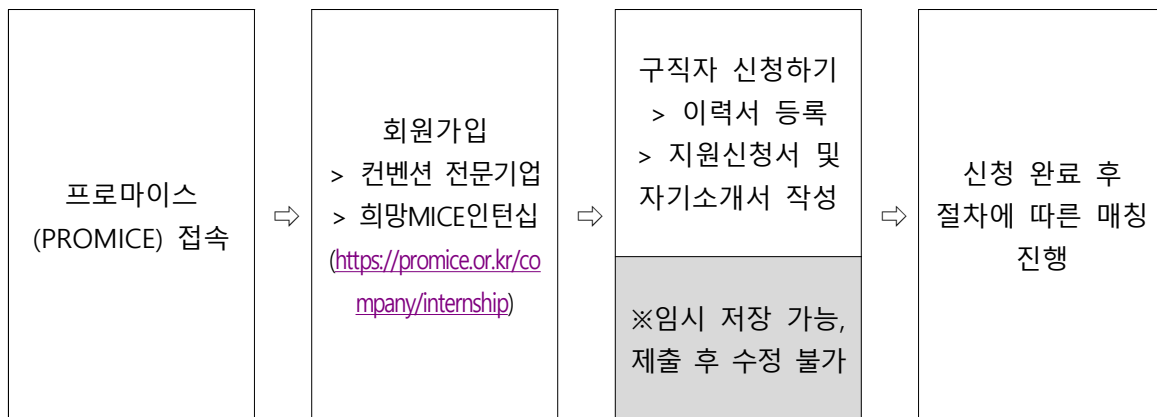 프로마이스
(PROMICE) 접속
⇨
회원가입
> 컨벤션 전문기업
> 희망MICE인턴십
(https://promice.or.kr/co
mpany/internship)
⇨
구직자 신청하기
> 이력서 등록
> 지원신청서 및
자기소개서 작성
※임시 저장 가능,
제출 후 수정 불가
⇨
신청 완료 후
절차에 따른 매칭
진행